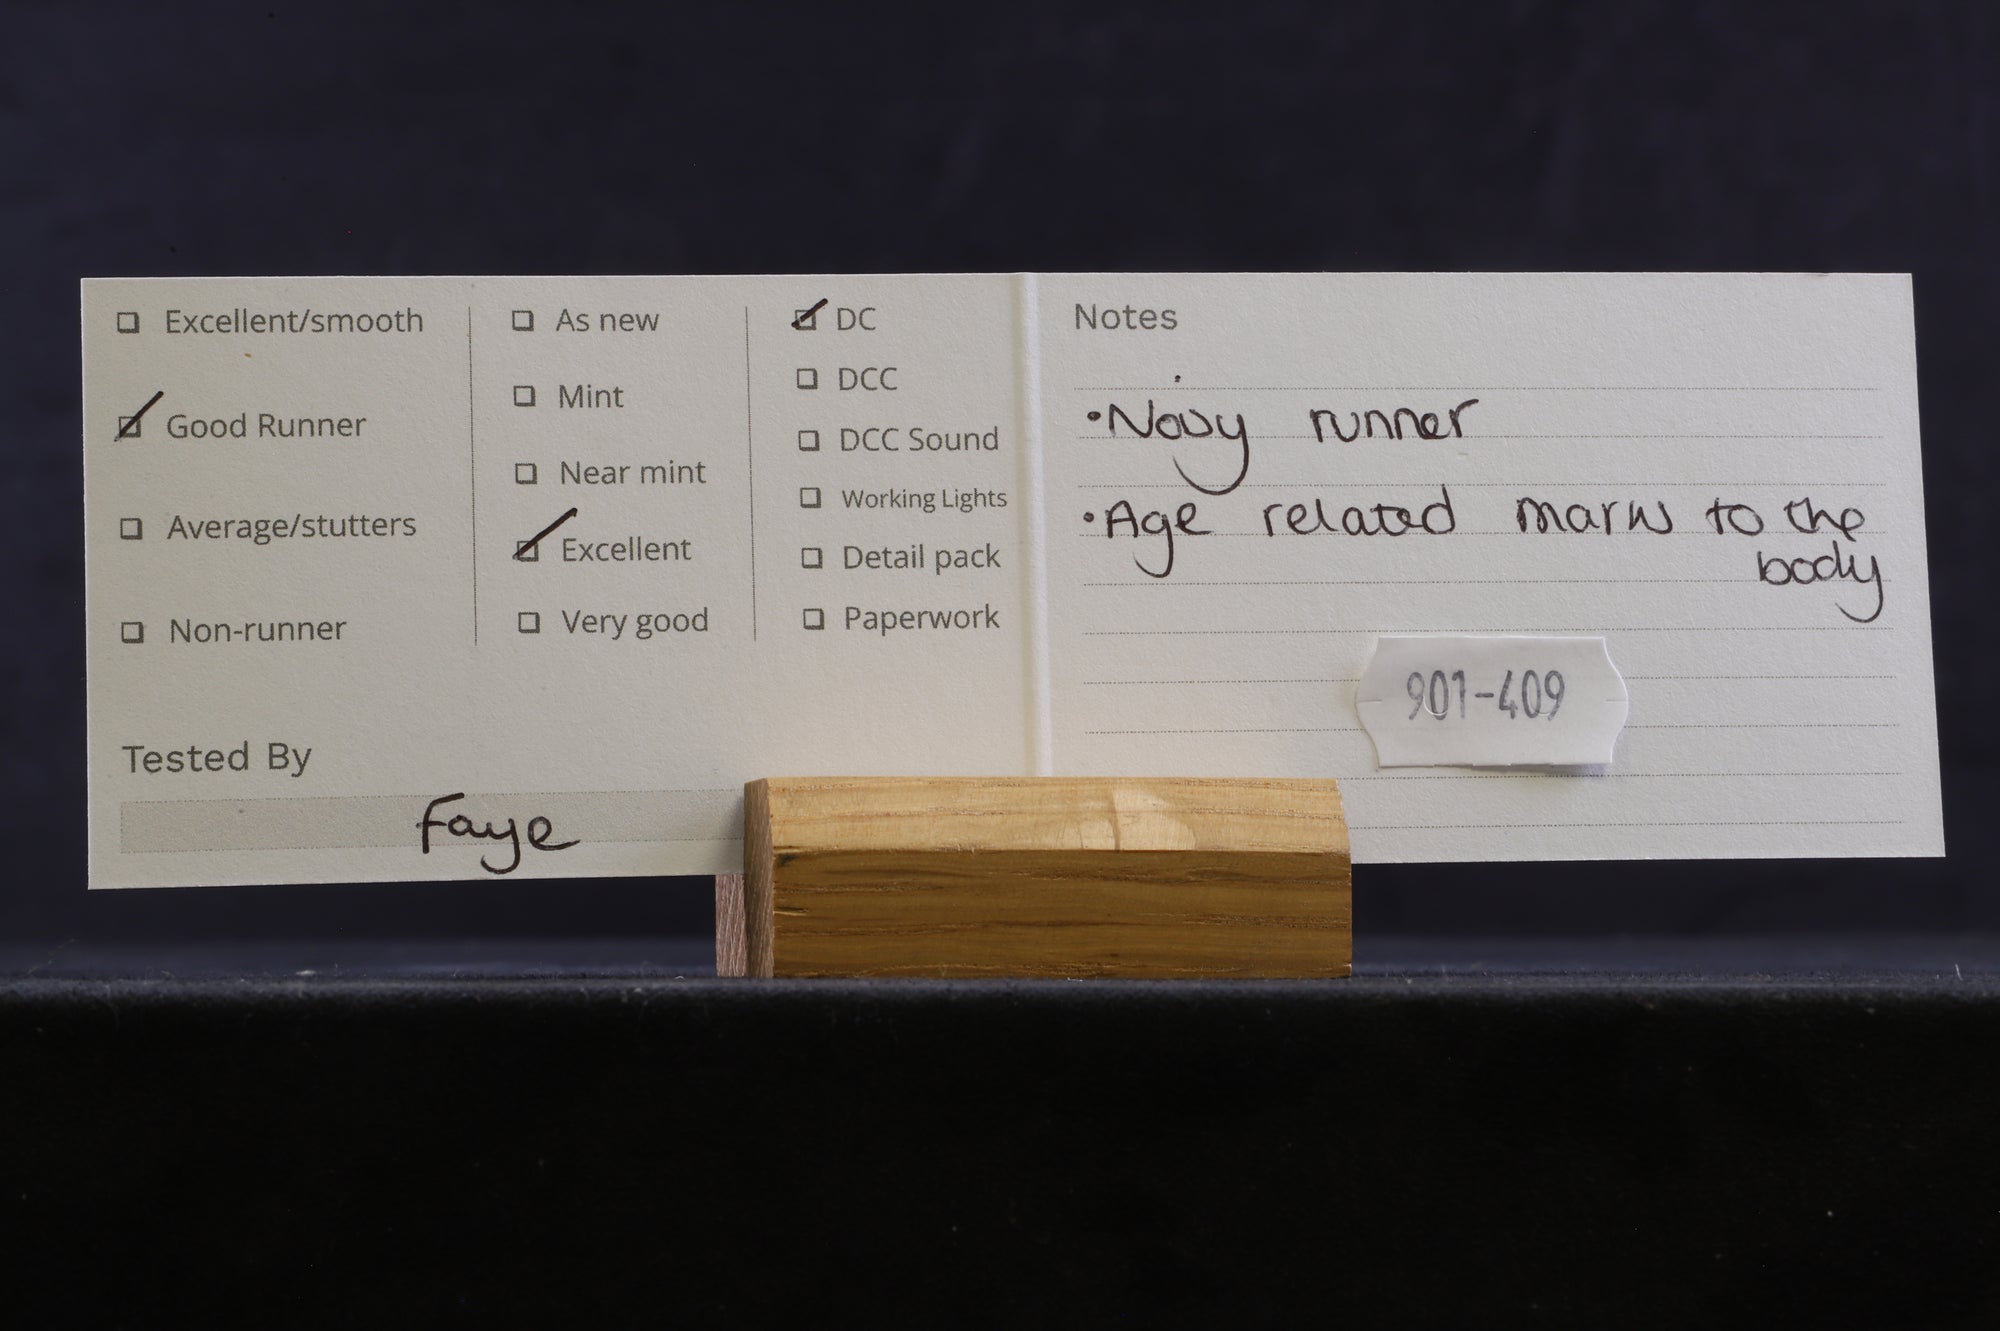 Excellent/smooth
Good Runner
Average/stutters
Non-runner
As new
Mint
Near mint
Excellent
Very good
DC
DCC
DCC Sound
Working Lights
Detail pack
Paperwork
Tested By
Faye
Notes
• Noisy runner
• Age related marks to the
body
901-409